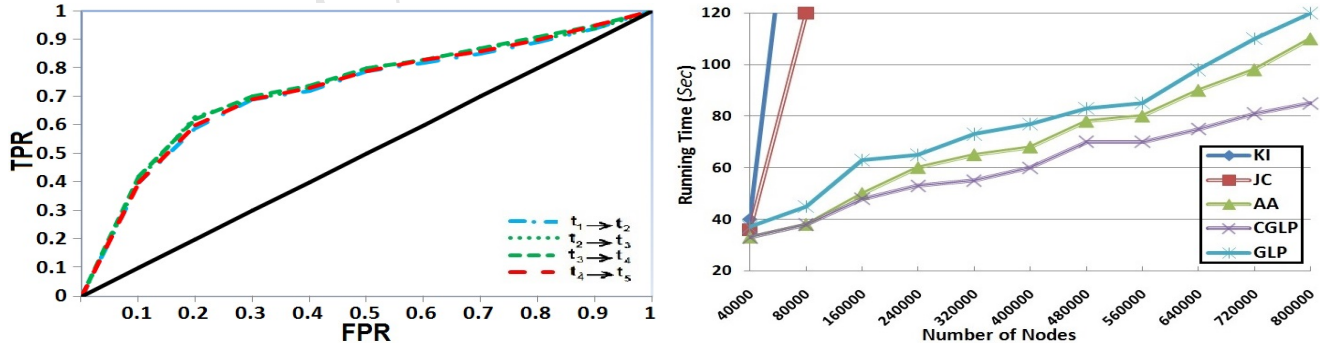 1
0.9
0.8
0.7
0.6
0.5
0.4
0.3
0.2
0.1
0
TPR
0.1 0.2 0.3 0.4 0.5 0.6 0.7 0.8 0.9 1
FPR
t₁→t₂
t₂→t₃
t₃→t₄
t₄→t₅
120
100
80
60
40
20
Running Time (Sec)
40000 80000 160000 240000 320000 400000 480000 560000 640000 720000 800000
Number of Nodes
KI
JC
AA
CGLP
GLP